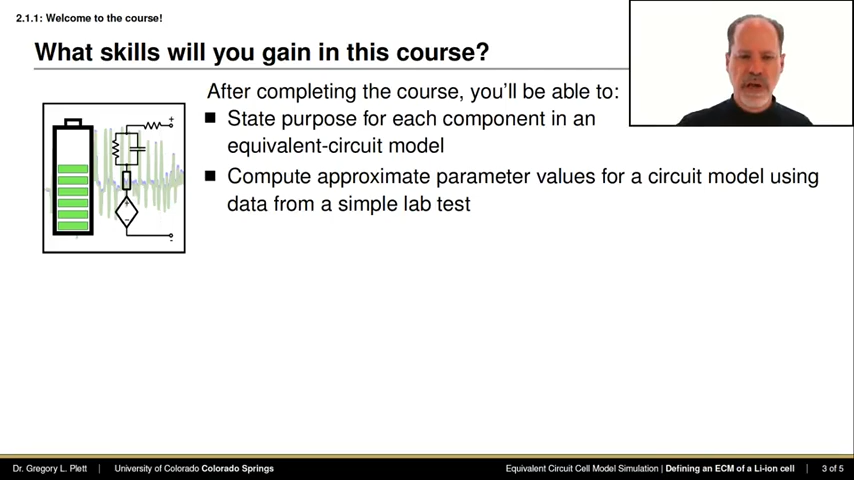 2.1.1: Welcome to the course!
What skills will you gain in this course?
After completing the course, you'll be able to:
■ State purpose for each component in an
equivalent-circuit model
■ Compute approximate parameter values for a circuit model using
data from a simple lab test
+
-
+
-
Dr. Gregory L. Plett | University of Colorado Colorado Springs Equivalent Circuit Cell Model Simulation | Defining an ECM of a Li-ion cell | 3 of 5